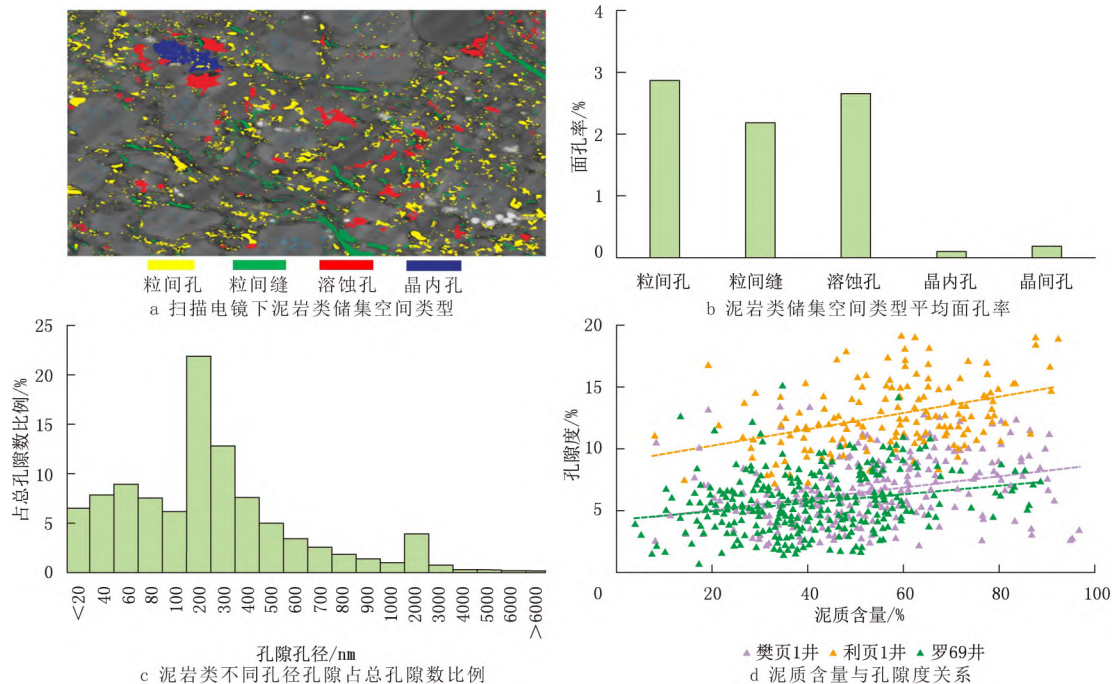 粒间孔 粒间缝 溶蚀孔 晶内孔
a 扫描电镜下泥岩类储集空间类型
面孔率/%
4
3
2
1
0
粒间孔 粒间缝 溶蚀孔 晶内孔 晶间孔
b 泥岩类储集空间类型平均面孔率
占总孔隙数比例/%
25
20
15
10
5
0
<20 40 60 80 100 200 300 400 500 600 700 800 900 1000 2000 3000 4000 5000 6000 >6000
孔隙孔径/nm
c 泥岩类不同孔径孔隙占总孔隙数比例
孔隙度/%
20
15
10
5
0 20 40 60 80 100
泥质含量/%
樊页1井 利页1井 罗69井
d 泥质含量与孔隙度关系